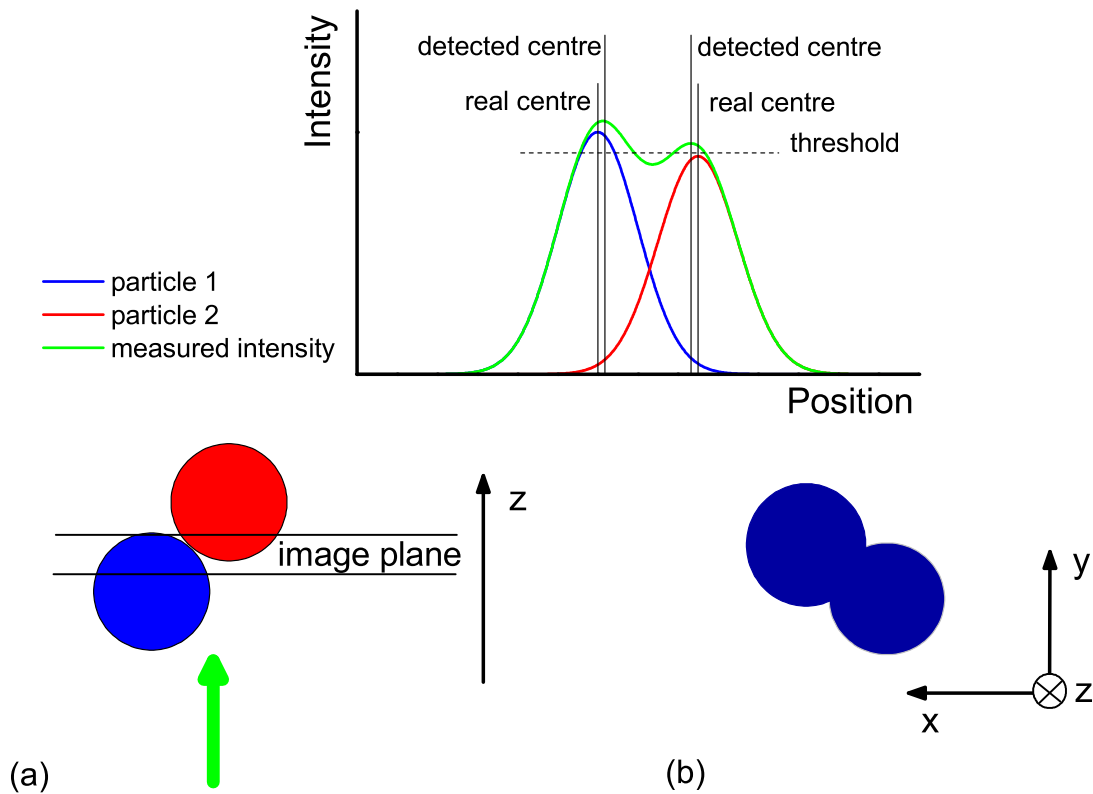 Intensity
detected centre
detected centre
real centre
real centre
threshold
particle 1
particle 2
measured intensity
Position
image plane
z
y
x
z
(a)
(b)